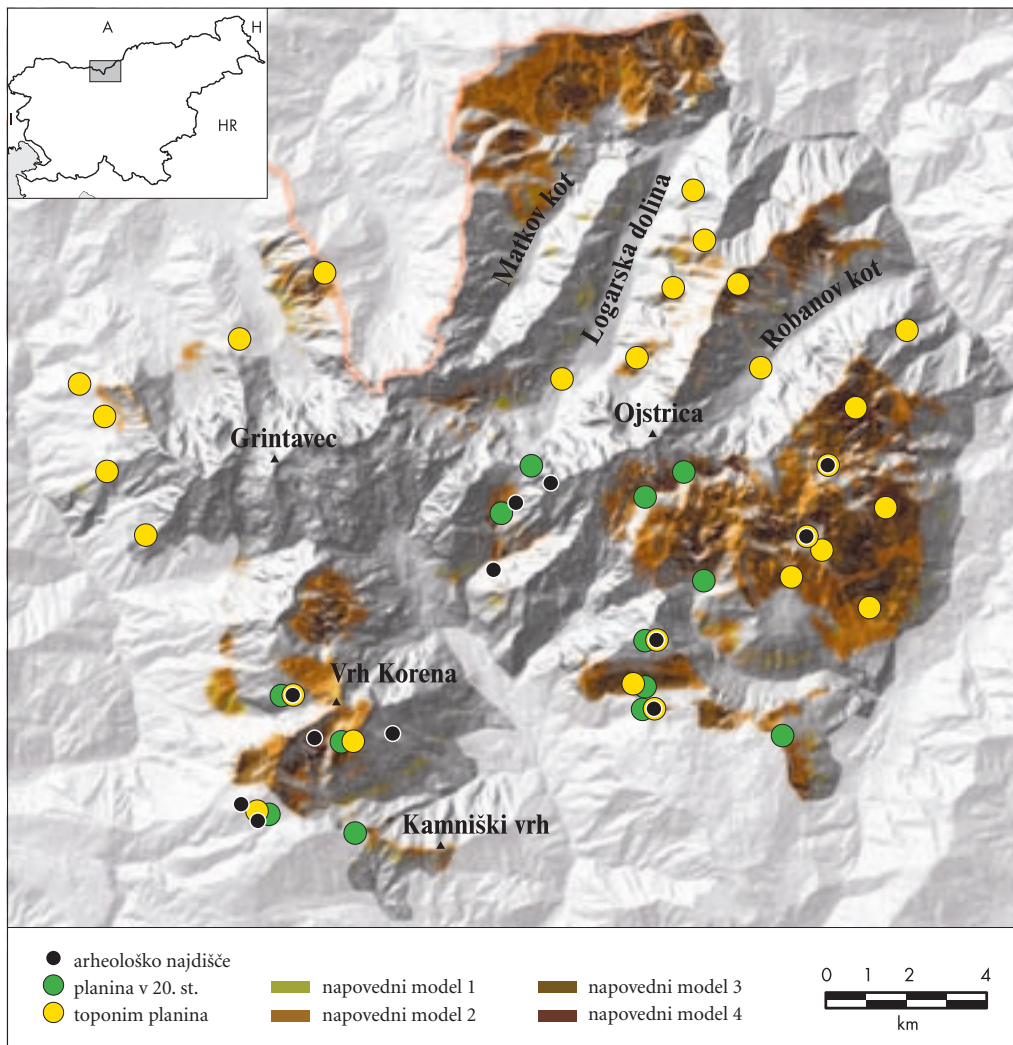 A
H
I
HR
Matkov kot
Logarska dolina
Robanov kot
Ojstrica
Grintavec
Vrh Korena
Kamniški vrh
arheološko najdišče
planina v 20. st.
toponim planina
napovedni model 1
napovedni model 2
napovedni model 3
napovedni model 4
0 1 2 4
km